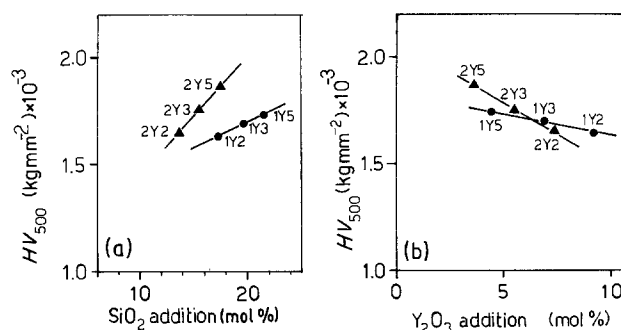 2.0
1.5
1.0
HV500 (kgmm⁻²)×10⁻³
2Y5
2Y3
2Y2
1Y5
1Y3
1Y2
(a)
10
20
SiO2 addition (mol %)
2.0
1.5
1.0
HV500 (kgmm⁻²)×10⁻³
2Y5
2Y3
1Y5
1Y3
1Y2
2Y2
(b)
0
5
10
Y2O3 addition (mol %)